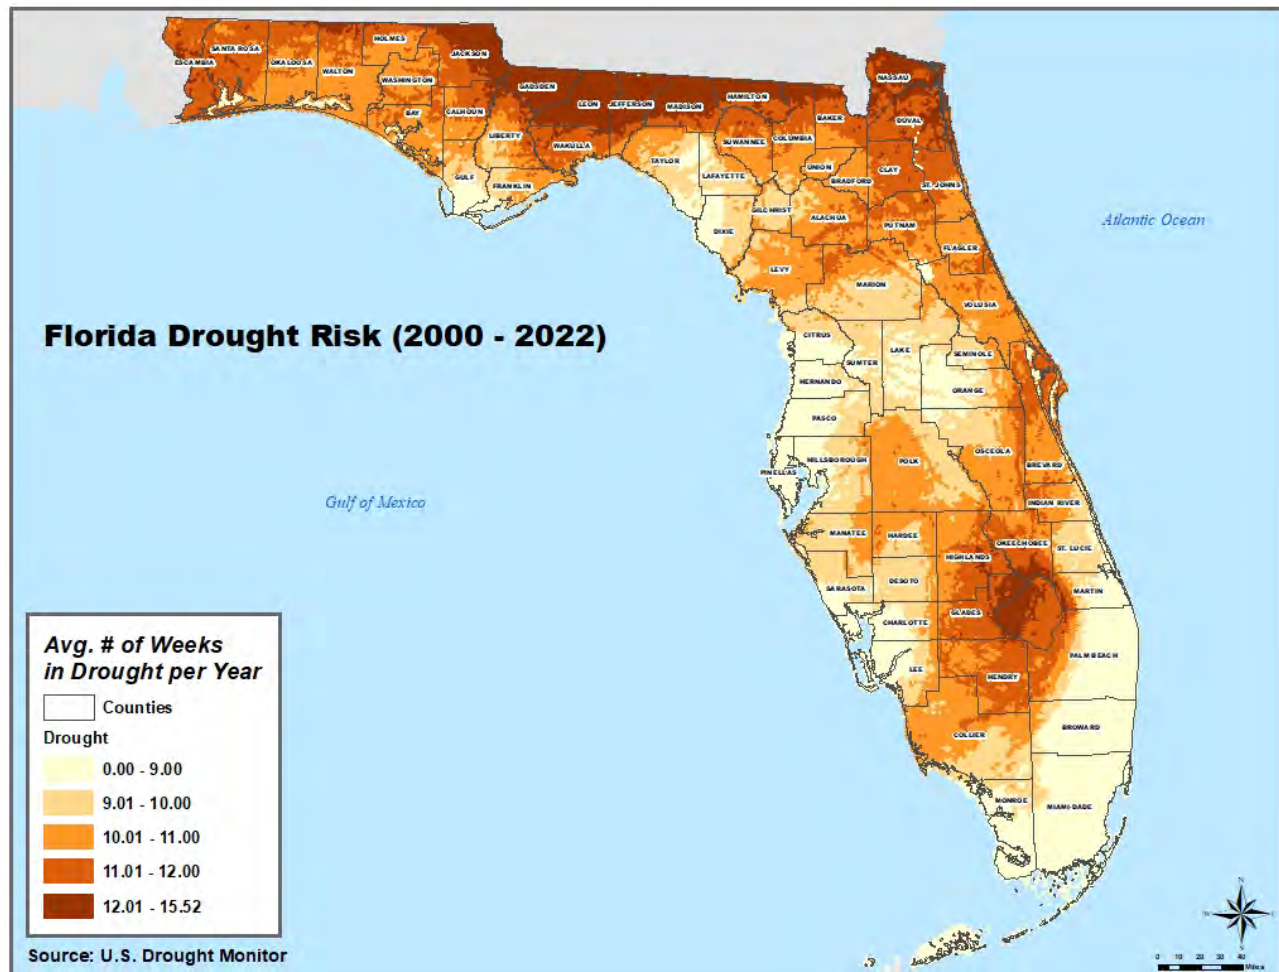 HOLMES
SANTA ROSA
JACKSON
ESCAMBIA
OKALOOSA
WALTON
WASHINGTON
NASSAU
GADSDEN
HAMILTON
LEON
JEFFERSON
MADISON
BAY
CALHOUN
BAKER
DUVAL
LIBERTY
WAKULLA
SUWANNEE
COLUMBIA
TAYLOR
UNION
CLAY
GULF
FRANKLIN
LAFAYETTE
BRADFORD
ST. JOHNS
GILCHRIST
ALACHUA
Atlantic Ocean
DIXIE
PUTNAM
FLAGLER
LEVY
MARION
VOLUSIA
Florida Drought Risk (2000 - 2022)
CITRUS
LAKE
SEMINOLE
SUMTER
HERNANDO
ORANGE
PASCO
OSCEOLA
HILLSBOROUGH
POLK
BREVARD
PINELLAS
Gulf of Mexico
INDIAN RIVER
MANATEE
HARDEE
OKEECHOBEE
ST. LUCIE
HIGHLANDS
DESOTO
SARASOTA
MARTIN
GLADES
CHARLOTTE
PALM BEACH
LEE
HENDRY
BROWARD
COLLIER
MONROE
MIAMI-DADE
Avg. # of Weeks
in Drought per Year
Counties
Drought
0.00 - 9.00
9.01 - 10.00
10.01 - 11.00
11.01 - 12.00
12.01 - 15.52
Source: U.S. Drought Monitor
N
W E
S
0 10 20 30 40
Miles